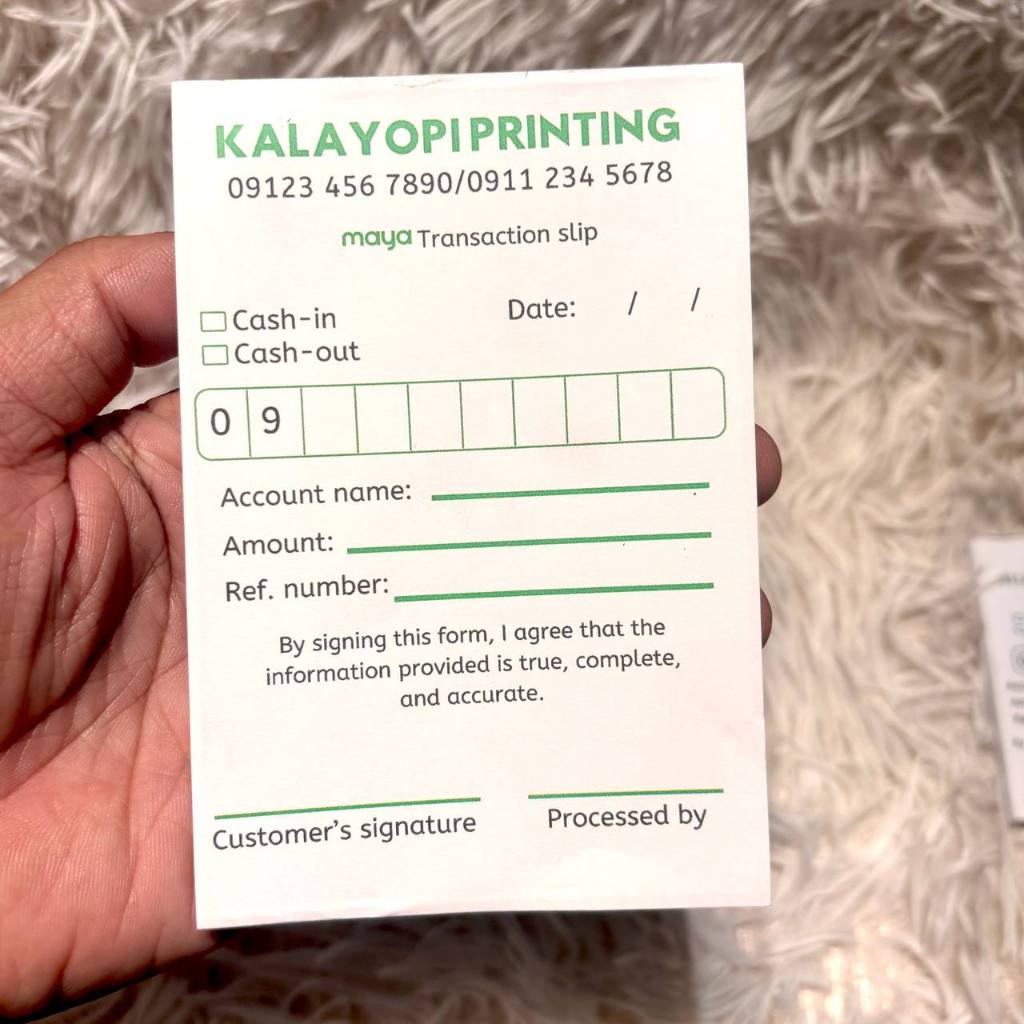 KALAYOPI PRINTING
09123 456 7890/0911 234 5678
maya Transaction slip
Cash-in
Date: / /
Cash-out
0 9
Account name:
Amount:
Ref. number:
By signing this form, I agree that the
information provided is true, complete,
and accurate.
Customer's signature
Processed by